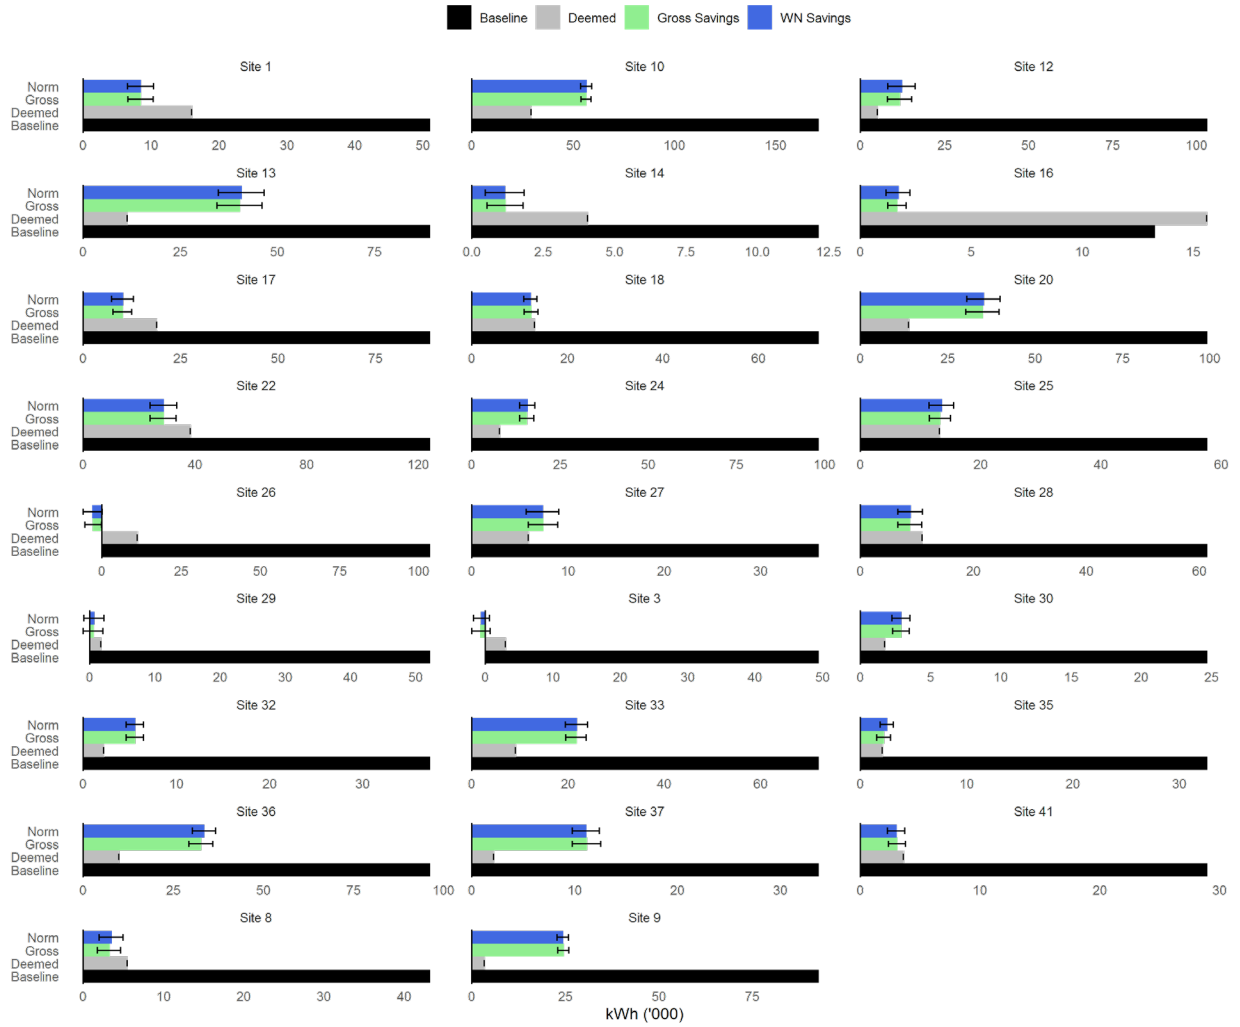 Baseline Deemed Gross Savings WN Savings
Site 1 Site 10 Site 12
Norm
Gross
Deemed
Baseline
0 10 20 30 40 50 0 50 100 150 0 25 50 75 100
Site 13 Site 14 Site 16
Norm
Gross
Deemed
Baseline
0 25 50 75 0.0 2.5 5.0 7.5 10.0 12.5 0 5 10 15
Site 17 Site 18 Site 20
Norm
Gross
Deemed
Baseline
0 25 50 75 0 20 40 60 0 25 50 75 100
Site 22 Site 24 Site 25
Norm
Gross
Deemed
Baseline
0 40 80 120 0 25 50 75 100 0 20 40 60
Site 26 Site 27 Site 28
Norm
Gross
Deemed
Baseline
0 25 50 75 100 0 10 20 30 0 20 40 60
Site 29 Site 3 Site 30
Norm
Gross
Deemed
Baseline
0 10 20 30 40 50 0 10 20 30 40 50 0 5 10 15 20 25
Site 32 Site 33 Site 35
Norm
Gross
Deemed
Baseline
0 10 20 30 0 20 40 60 0 10 20 30
Site 36 Site 37 Site 41
Norm
Gross
Deemed
Baseline
0 25 50 75 100 0 10 20 30 0 10 20 30
Site 8 Site 9
Norm
Gross
Deemed
Baseline
0 10 20 30 40 0 25 50 75
kWh ('000)